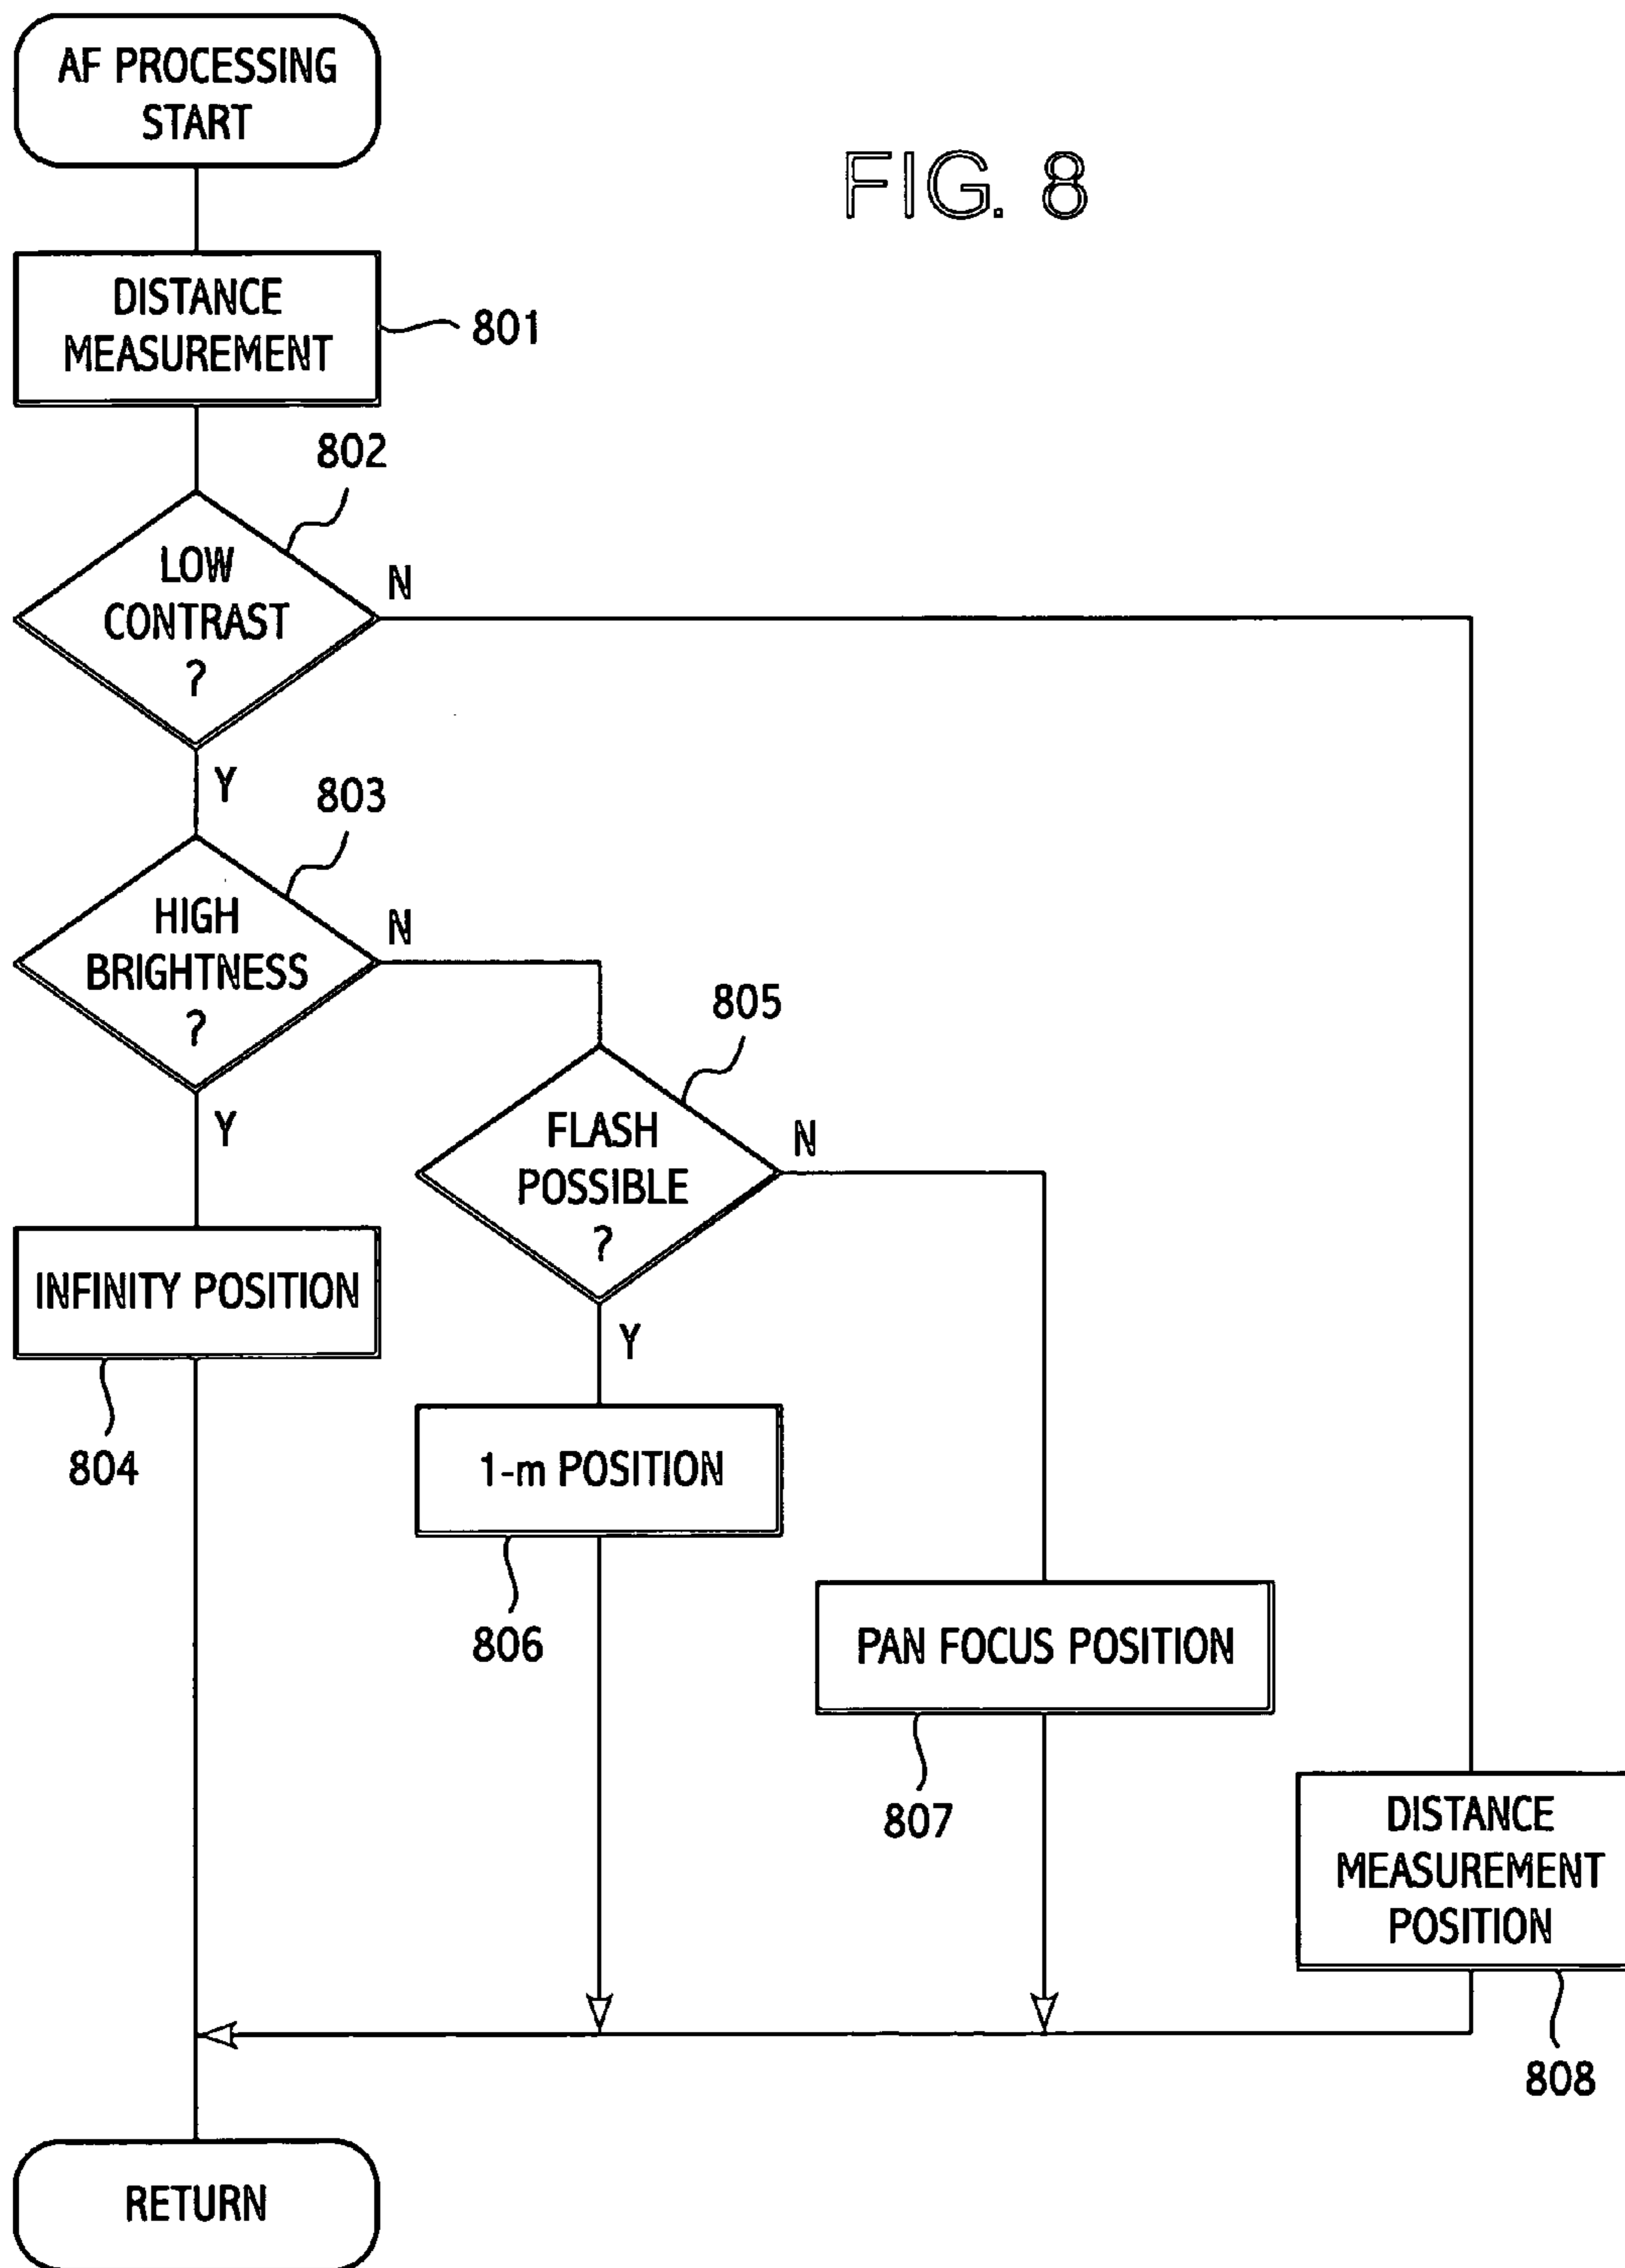 AF PROCESSING
START
FIG. 8
DISTANCE
MEASUREMENT
801
802
LOW
CONTRAST
?
N
Y
803
HIGH
BRIGHTNESS
?
N
Y
805
FLASH
POSSIBLE
?
N
Y
INFINITY POSITION
804
1-m POSITION
806
PAN FOCUS POSITION
807
DISTANCE
MEASUREMENT
POSITION
808
RETURN